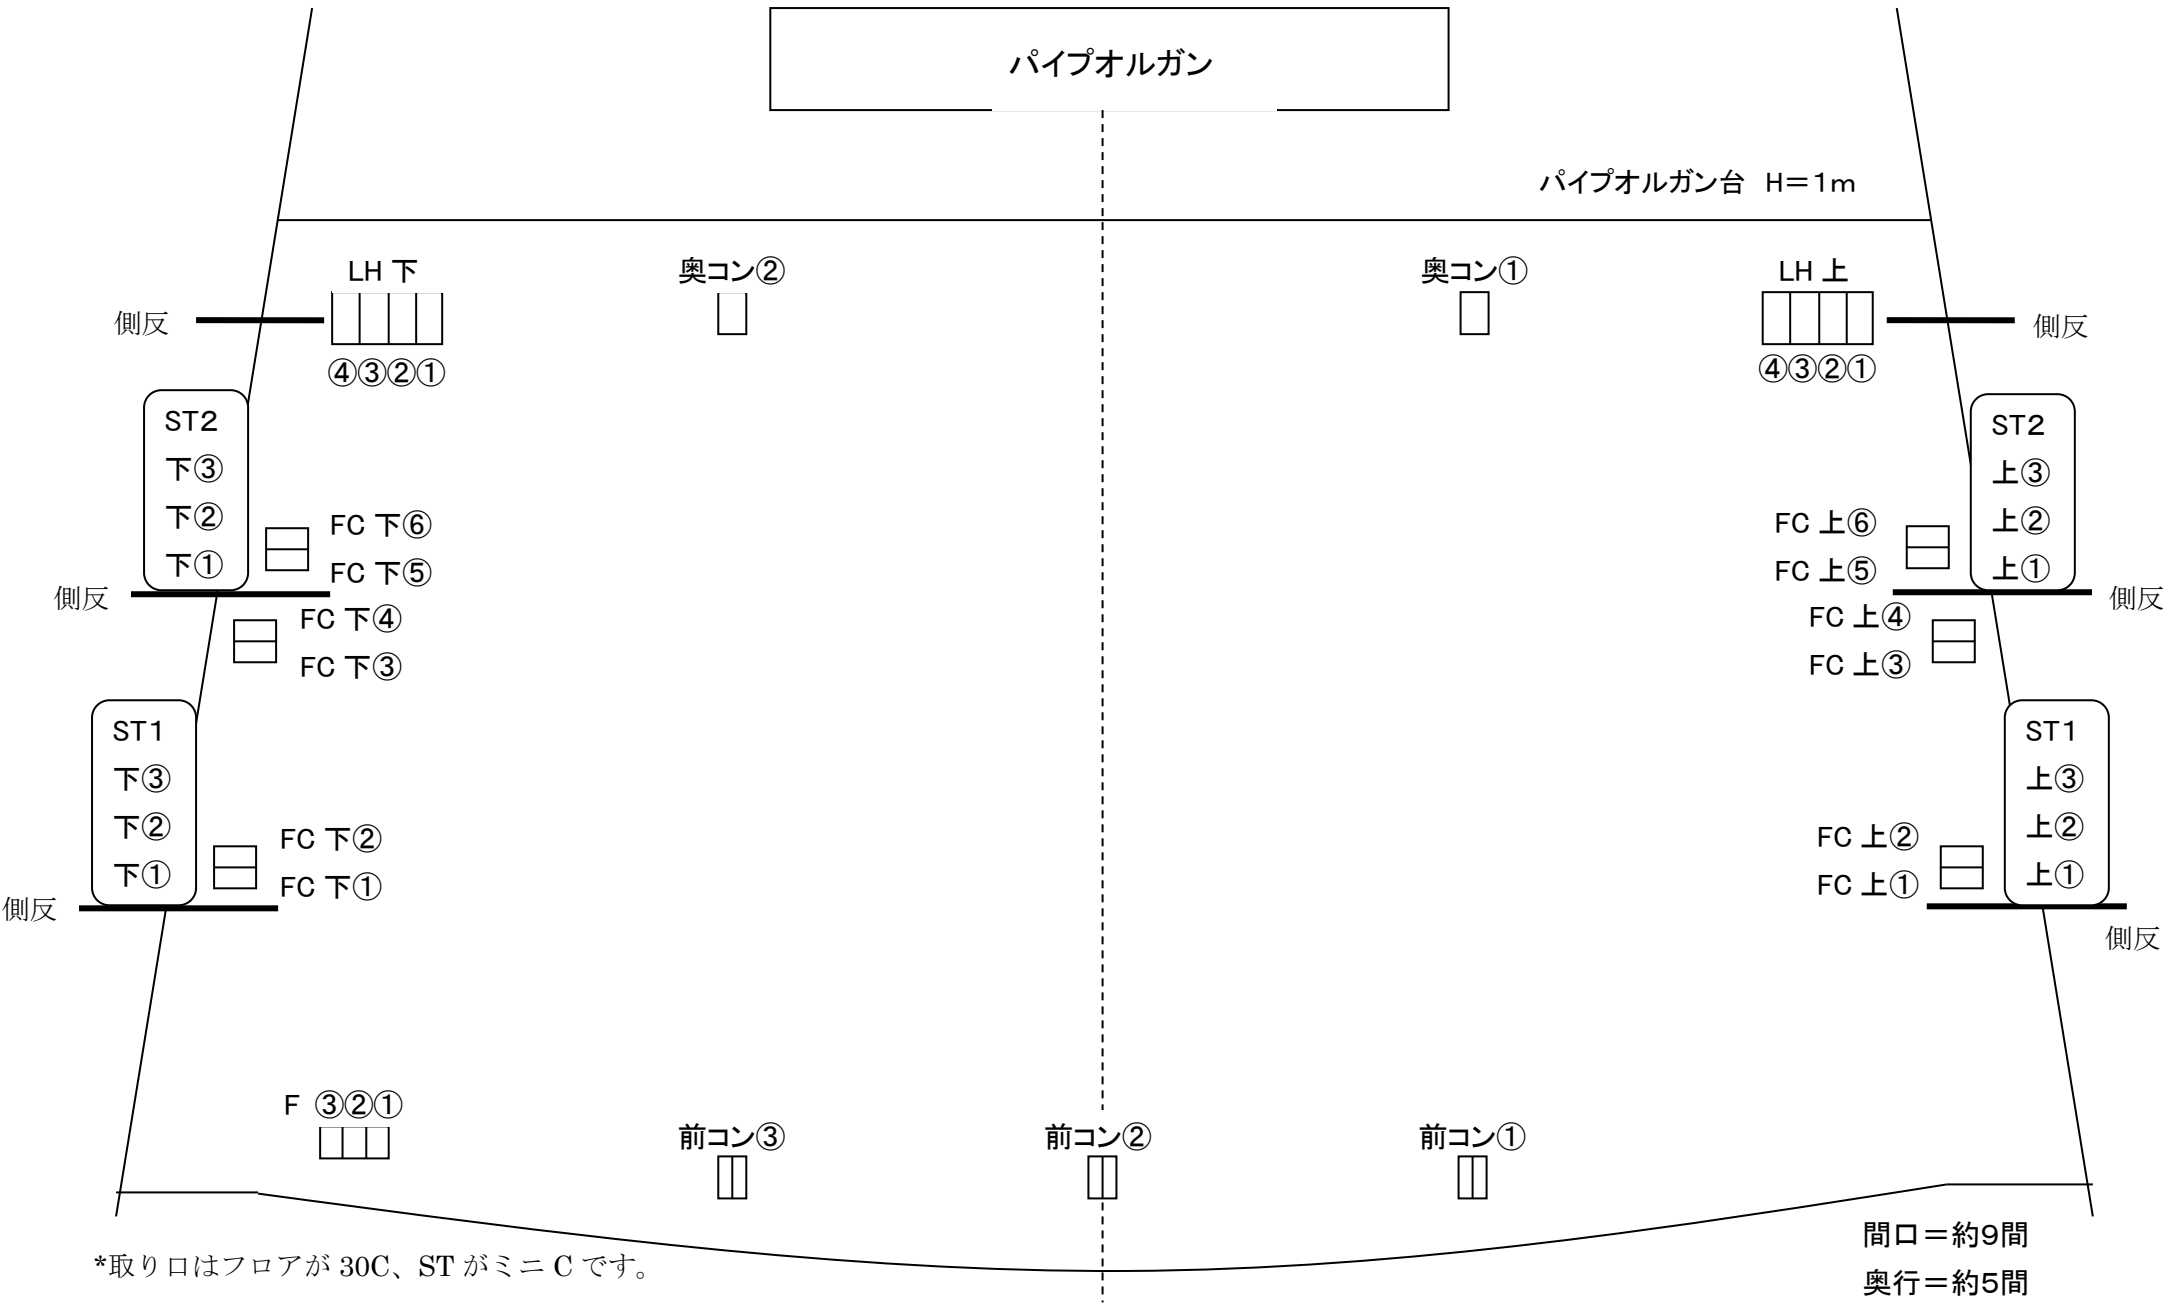 パイプオルガン
パイプオルガン台　H＝１ｍ
LH 下
奥コン②
奥コン①
LH 上
側反
側反
④③②①
④③②①
ST２
下③
下②
下①
ST２
上③
上②
上①
FC 下⑥
FC 下⑤
FC 上⑥
FC 上⑤
側反
側反
FC 下④
FC 下③
FC 上④
FC 上③
ST１
下③
下②
下①
ST１
上③
上②
上①
FC 下②
FC 下①
FC 上②
FC 上①
側反
側反
F ③②①
前コン③
前コン②
前コン①
間口＝約９間
奥行＝約５間
*取り口はフロアが 30C、ST がミニ C です。